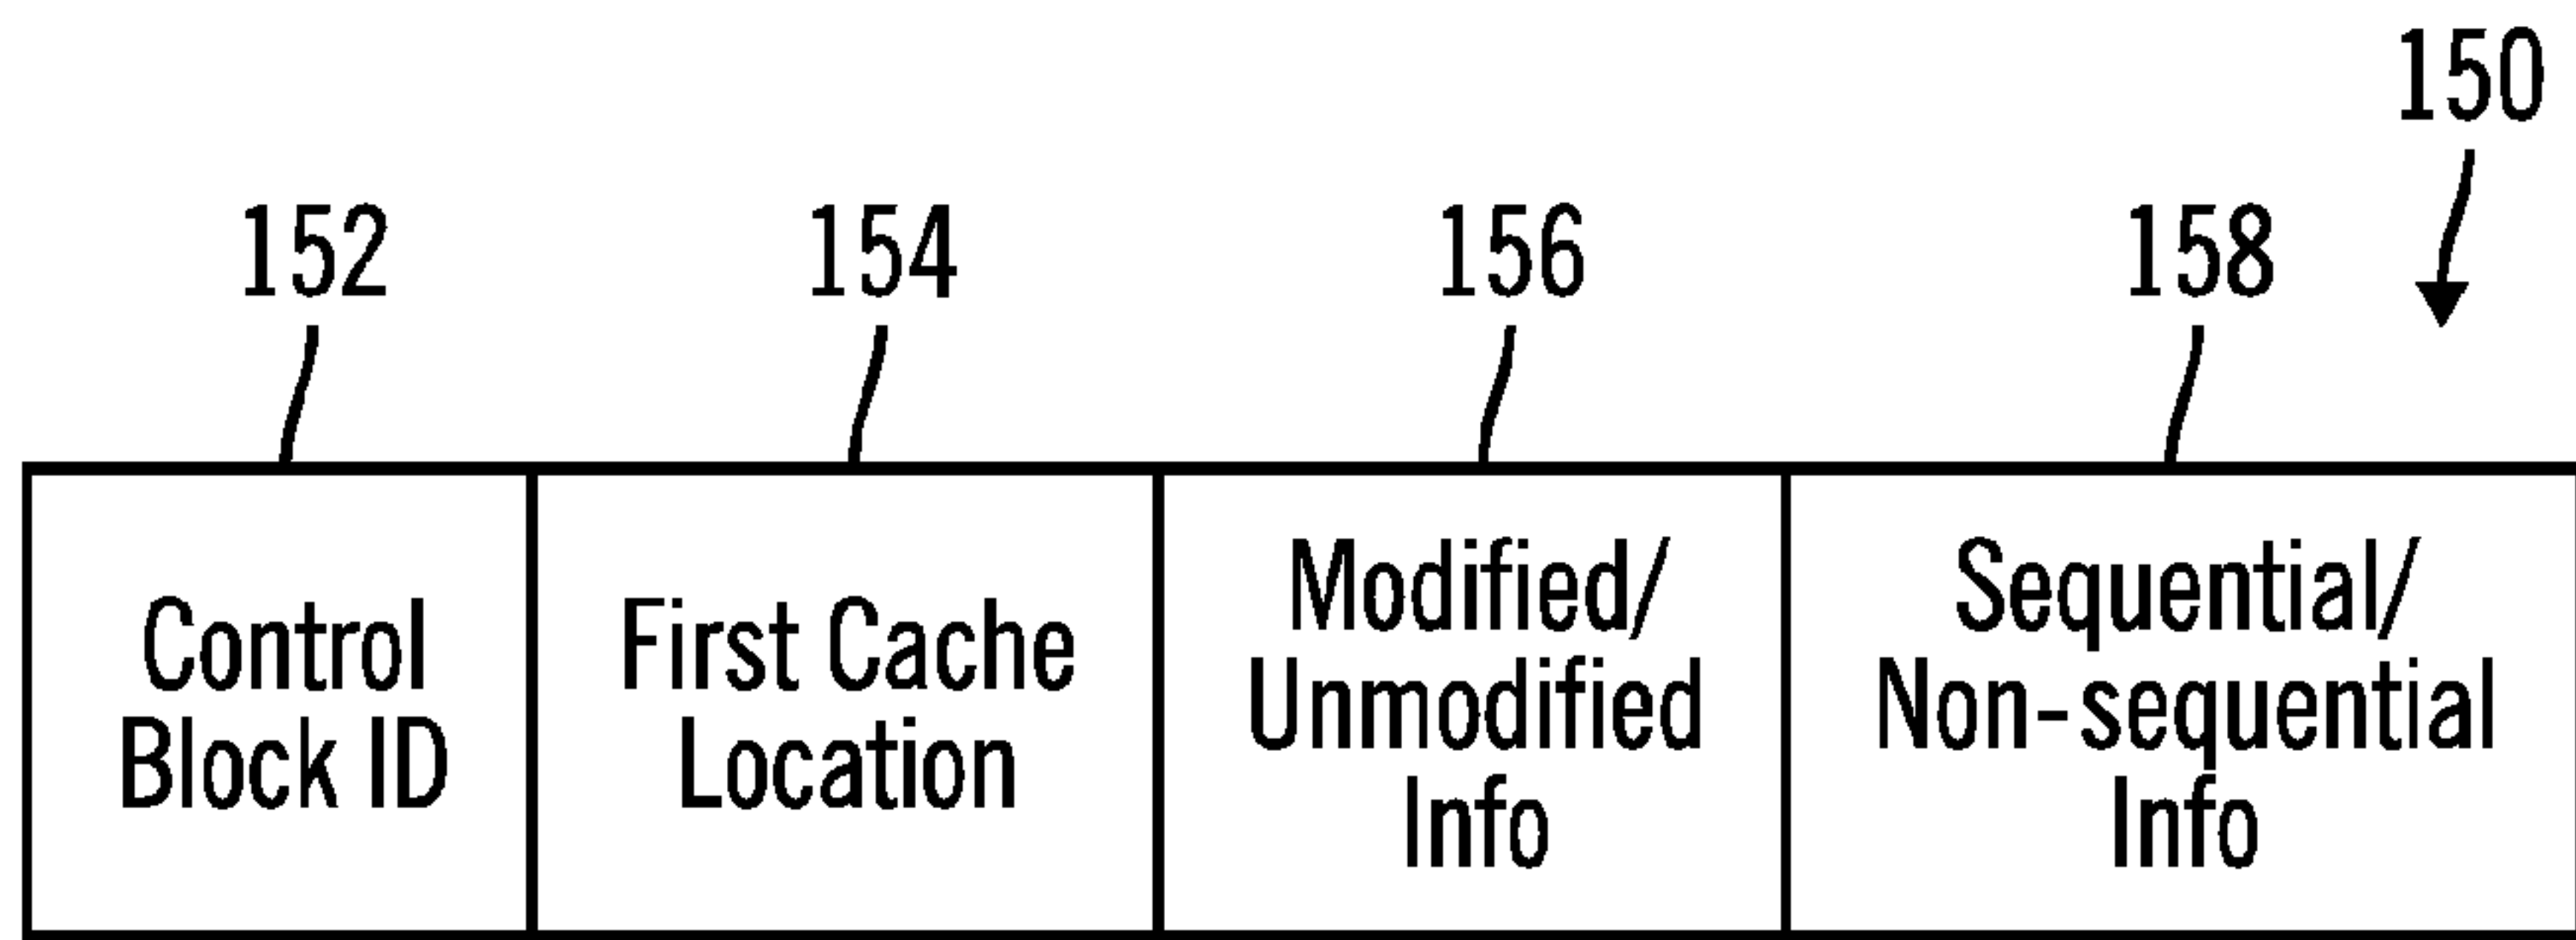 150
152
154
156
158
Control
Block ID
First Cache
Location
Modified/
Unmodified
Info
Sequential/
Non-sequential
Info